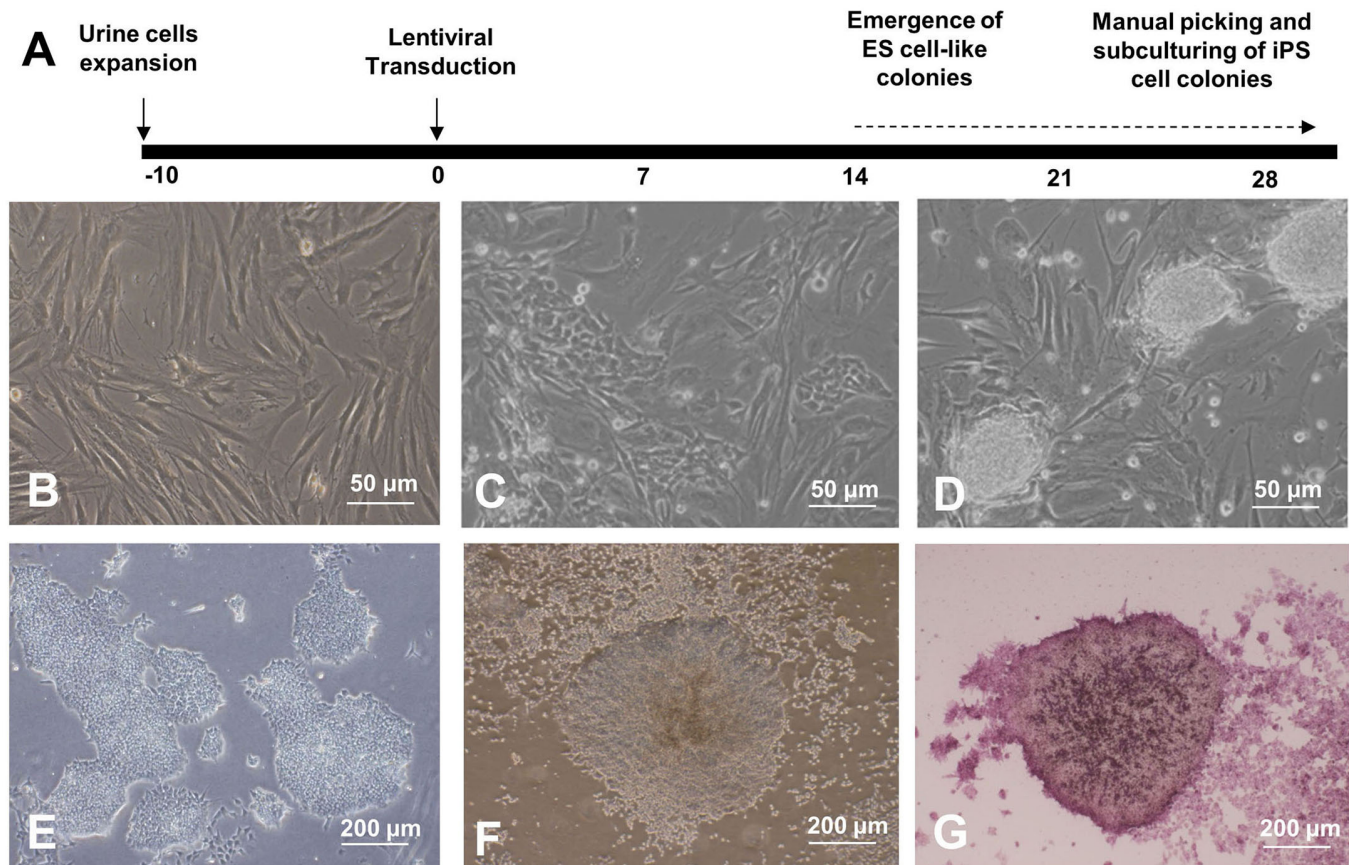 A
Urine cells
expansion
Lentiviral
Transduction
Emergence of
ES cell-like
colonies
Manual picking and
subculturing of iPS
cell colonies
-10 0 7 14 21 28
B 50 µm
C 50 µm
D 50 µm
E 200 µm
F 200 µm
G 200 µm